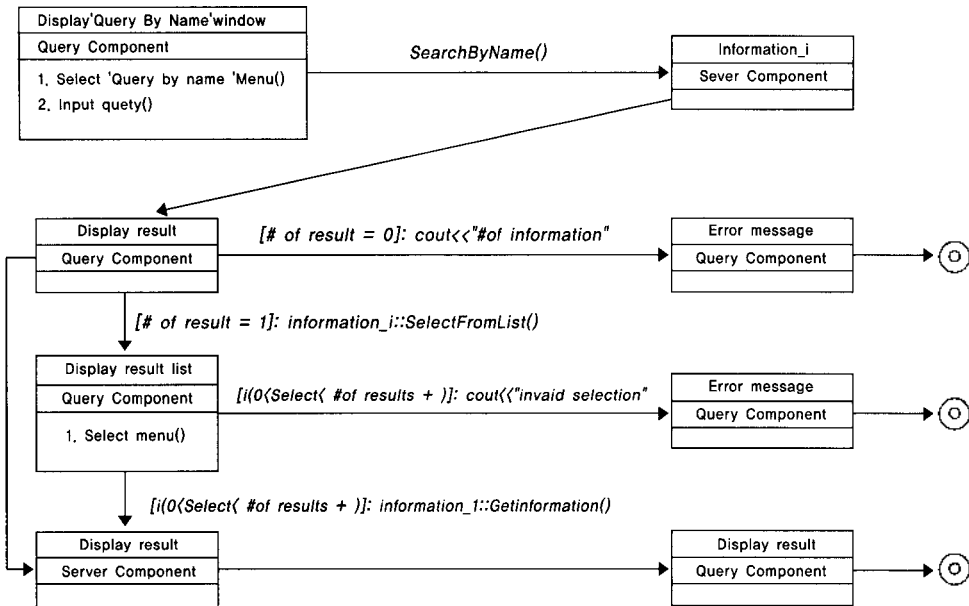 Display'Query By Name'window
Query Component
1. Select 'Query by name 'Menu()
2. Input quety()
SearchByName()
Information_i
Sever Component
Display result
Query Component
[# of result = 0]: cout<<"#of information"
Error message
Query Component
[# of result = 1]: information_i::SelectFromList()
Display result list
Query Component
1. Select menu()
[i(0<Select< #of results + )]: cout<<"invaid selection"
Error message
Query Component
[i(0<Select< #of results + )]: information_1::Getinformation()
Display result
Server Component
Display result
Query Component